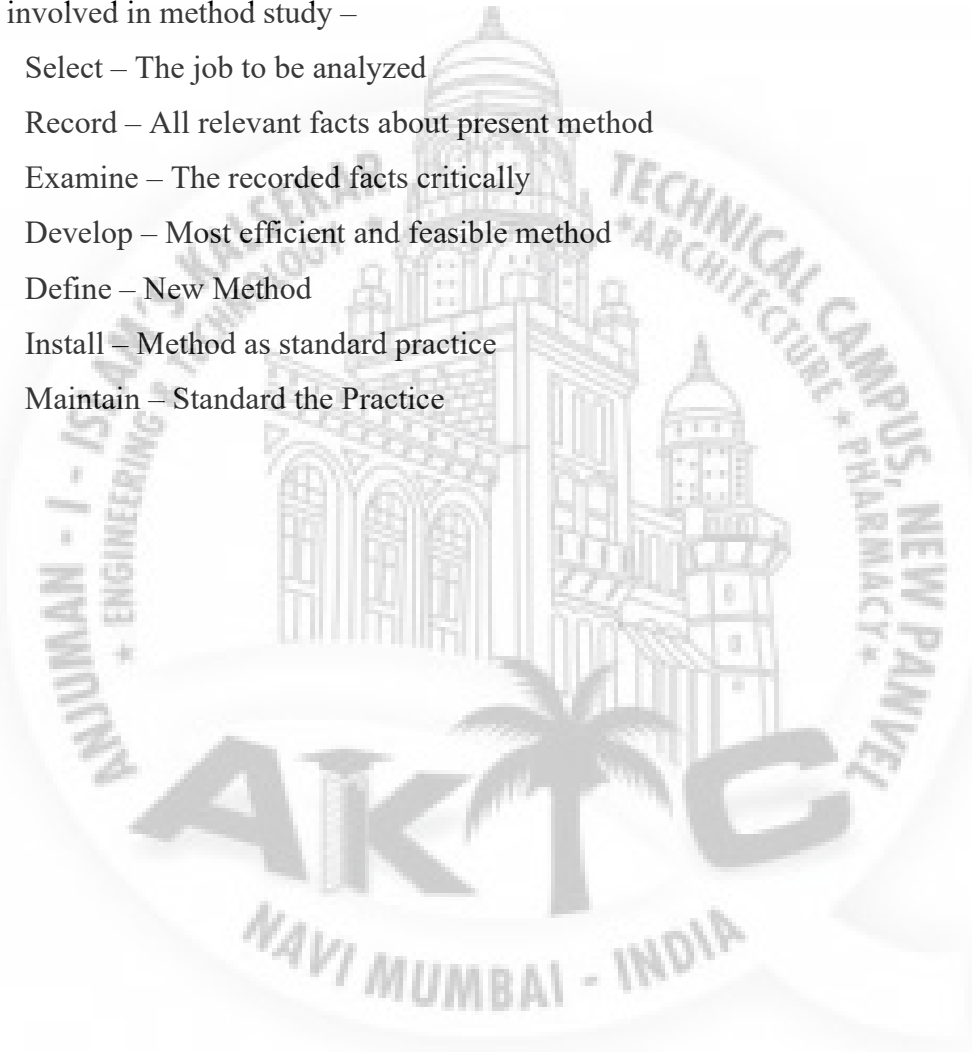 involved in method study –
Select – The job to be analyzed
Record – All relevant facts about present method
Examine – The recorded facts critically
Develop – Most efficient and feasible method
Define – New Method
Install – Method as standard practice
Maintain – Standard the Practice
ANJUMAN - I - ISLAM'S KALSEKAR TECHNICAL CAMPUS, NEW PANVEL
* ENGINEERING & TECHNOLOGY * *ARCHITECTURE * PHARMACY*
AKTC
NAVI MUMBAI - INDIA